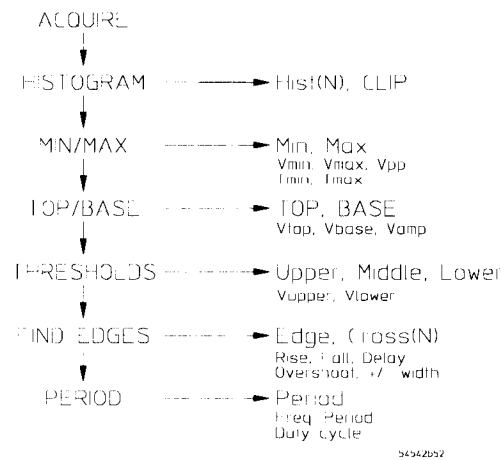 ACQUIRE
HISTOGRAM Hist(N), CLIP
MIN/MAX Min, Max
Vmin, Vmax, Vpp
Tmin, Tmax
TOP/BASE TOP, BASE
Vtop, Vbase, Vamp
THRESHOLDS Upper, Middle, Lower
Vupper, Vlower
FIND EDGES Edge, Cross(N)
Rise, Fall, Delay
Overshoot, +/- width
PERIOD Period
Freq Period
Duty cycle
54542b52